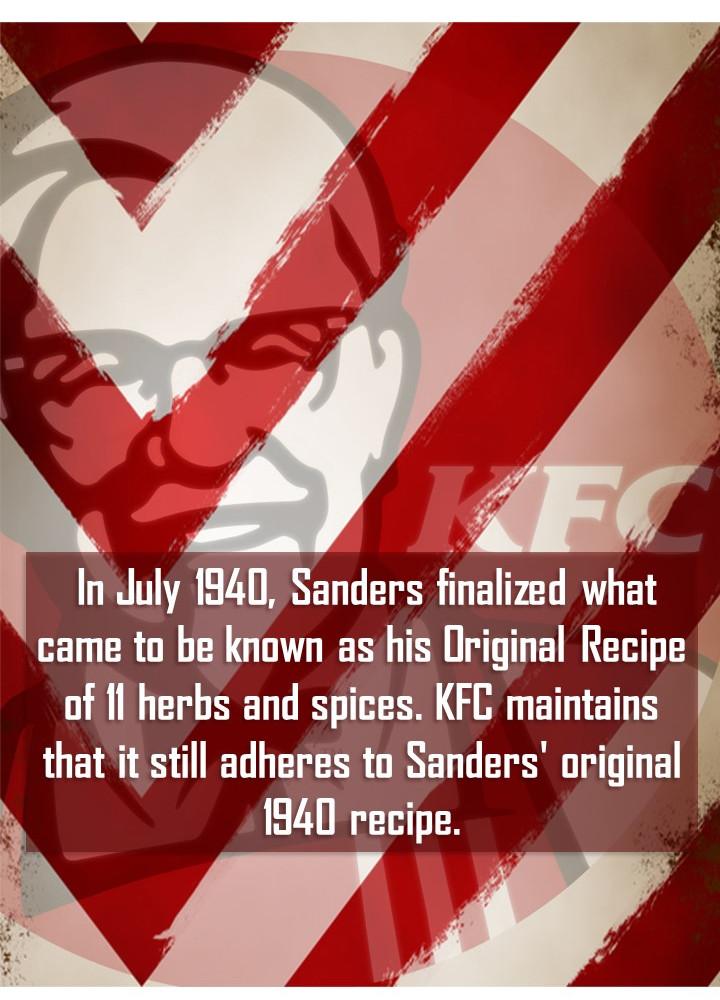 KFC
In July 1940, Sanders finalized what
came to be known as his Original Recipe
of 11 herbs and spices. KFC maintains
that it still adheres to Sanders' original
1940 recipe.